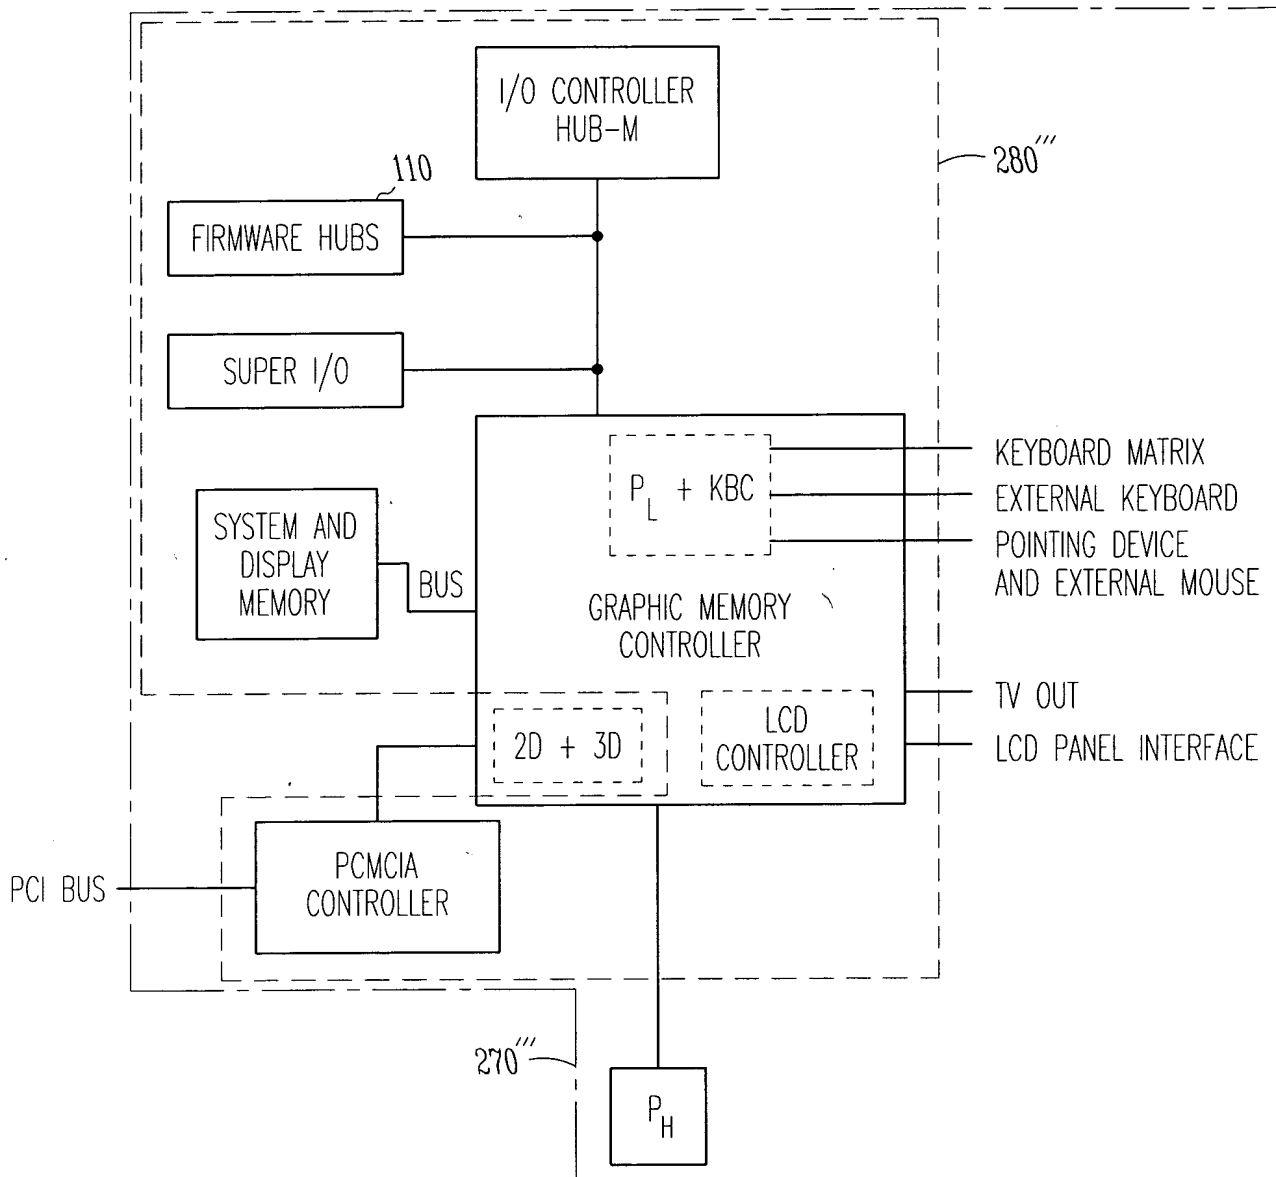 I/O CONTROLLER
HUB-M
280'''
110
FIRMWARE HUBS
SUPER I/O
P_L + KBC
KEYBOARD MATRIX
EXTERNAL KEYBOARD
POINTING DEVICE
AND EXTERNAL MOUSE
SYSTEM AND
DISPLAY
MEMORY
BUS
GRAPHIC MEMORY
CONTROLLER
TV OUT
LCD PANEL INTERFACE
2D + 3D
LCD
CONTROLLER
PCI BUS
PCMCIA
CONTROLLER
270'''
P_H